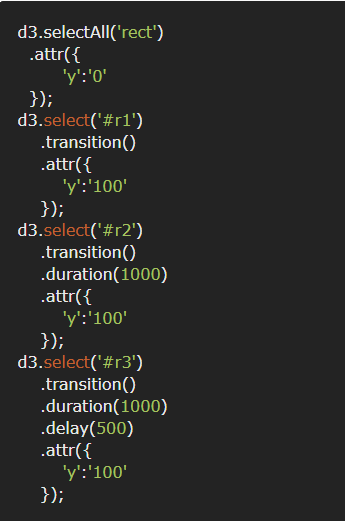 d3.selectAll('rect')
.attr({
'y':'0'
});
d3.select('#r1')
.transition()
.attr({
'y':'100'
});
d3.select('#r2')
.transition()
.duration(1000)
.attr({
'y':'100'
});
d3.select('#r3')
.transition()
.duration(1000)
.delay(500)
.attr({
'y':'100'
});